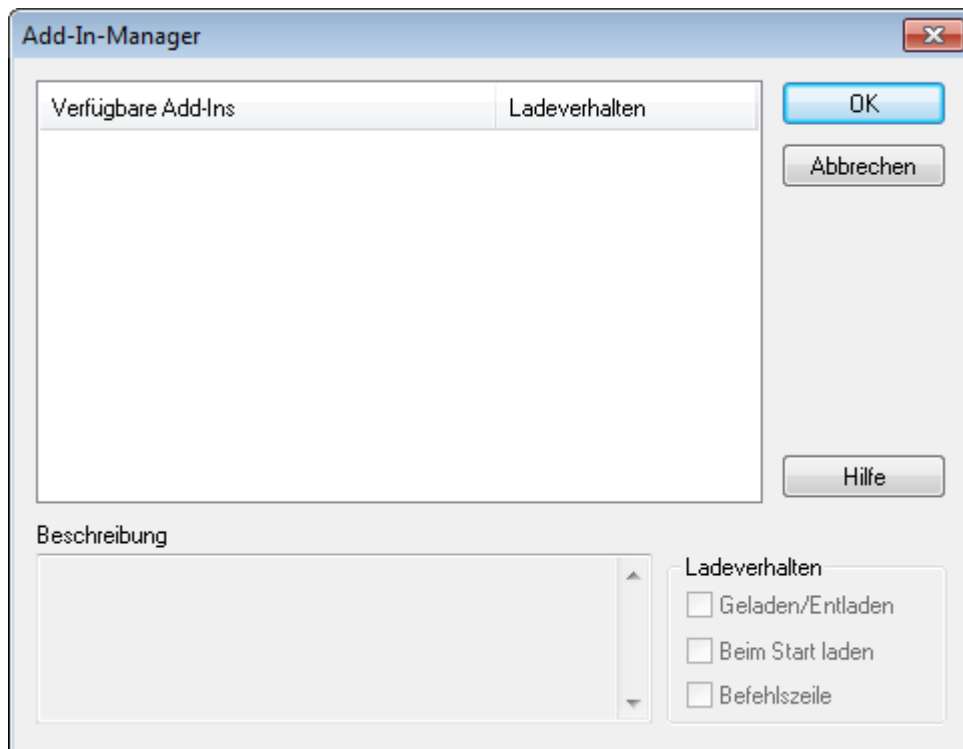 Add-In-Manager
Verfügbare Add-Ins Ladeverhalten
OK
Abbrechen
Hilfe
Beschreibung
Ladeverhalten
Geladen/Entladen
Beim Start laden
Befehlszeile